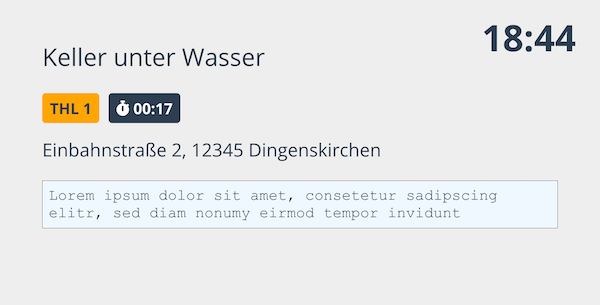 18:44
Keller unter Wasser
THL 1 00:17
Einbahnstraße 2, 12345 Dingenskirchen
Lorem ipsum dolor sit amet, consetetur sadipscing
elitr, sed diam nonumy eirmod tempor invidunt